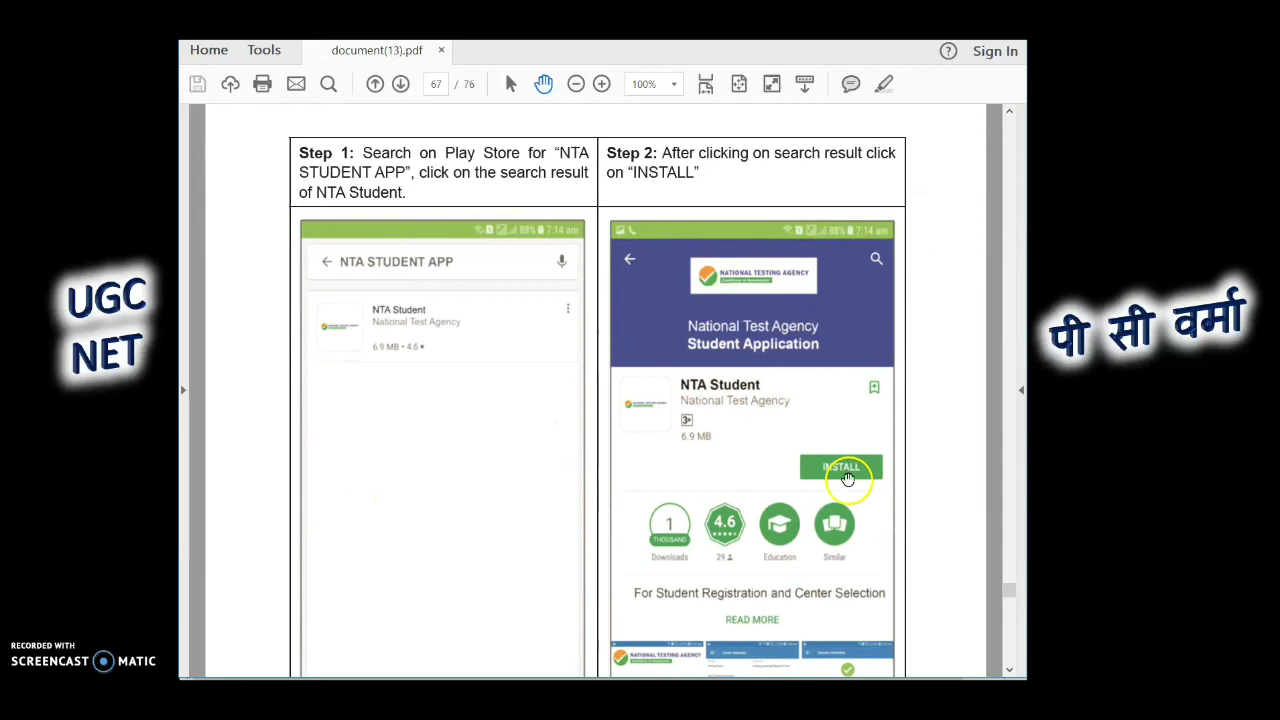 Home Tools document(13).pdf × Sign In
67 / 76 100%
Step 1: Search on Play Store for “NTA
STUDENT APP”, click on the search result
of NTA Student.
Step 2: After clicking on search result click
on “INSTALL”
88% 7:14 am
NTA STUDENT APP
NTA Student
National Test Agency
6.9 MB • 4.6★
88% 7:14 am
NATIONAL TESTING AGENCY
National Test Agency
Student Application
NTA Student
National Test Agency
3+
6.9 MB
INSTALL
1
THOUSAND
4.6
Downloads 29 Education Similar
For Student Registration and Center Selection
READ MORE
NATIONAL TESTING AGENCY
UGC
NET
पी सी वर्मा
RECORDED WITH
SCREENCAST MATIC